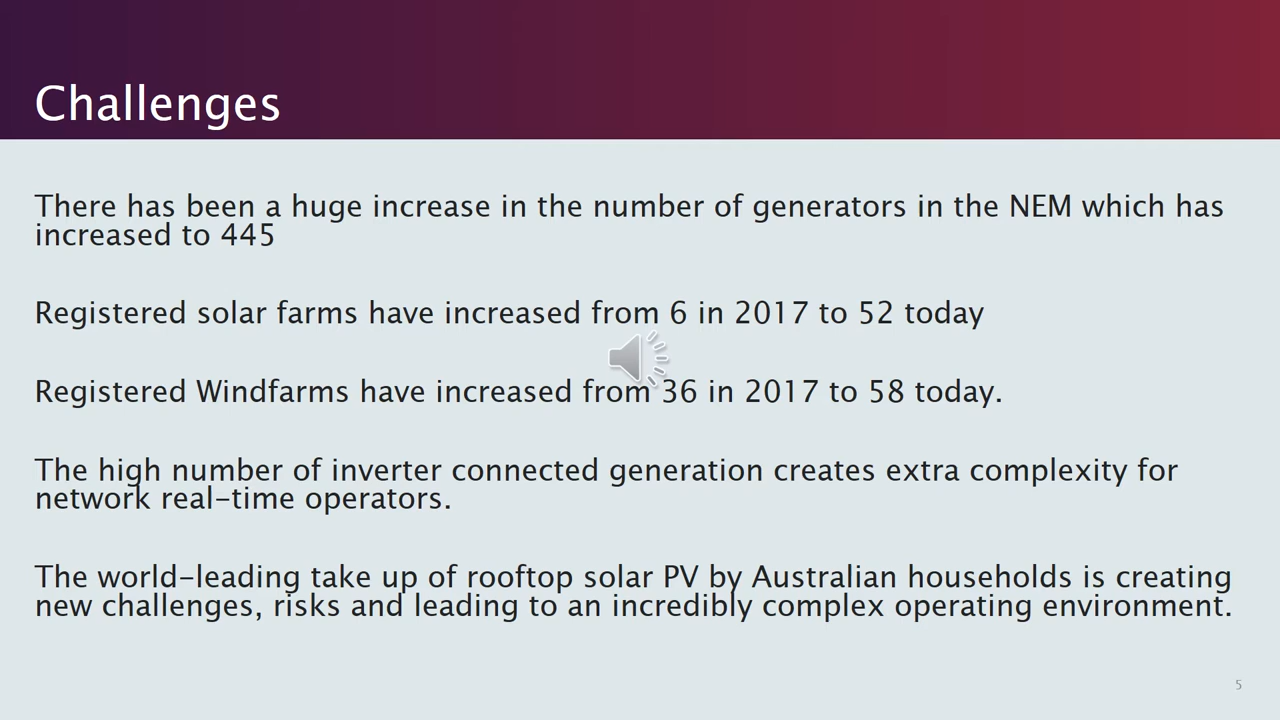 Challenges
There has been a huge increase in the number of generators in the NEM which has
increased to 445
Registered solar farms have increased from 6 in 2017 to 52 today
Registered Windfarms have increased from 36 in 2017 to 58 today.
The high number of inverter connected generation creates extra complexity for
network real-time operators.
The world-leading take up of rooftop solar PV by Australian households is creating
new challenges, risks and leading to an incredibly complex operating environment.
5